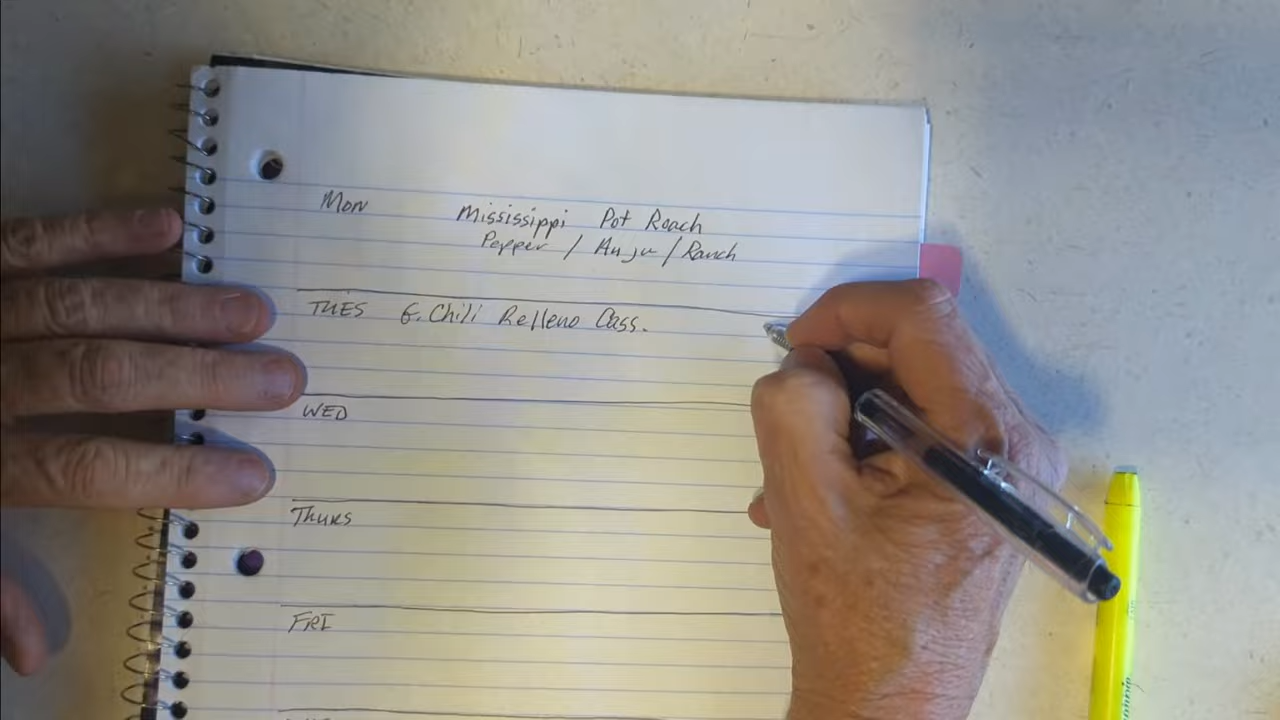 Mon Mississippi Pot Roach
Pepper / Au ju / Ranch
TUES G. Chili Relleno Cass.
WED
THURS
FRI